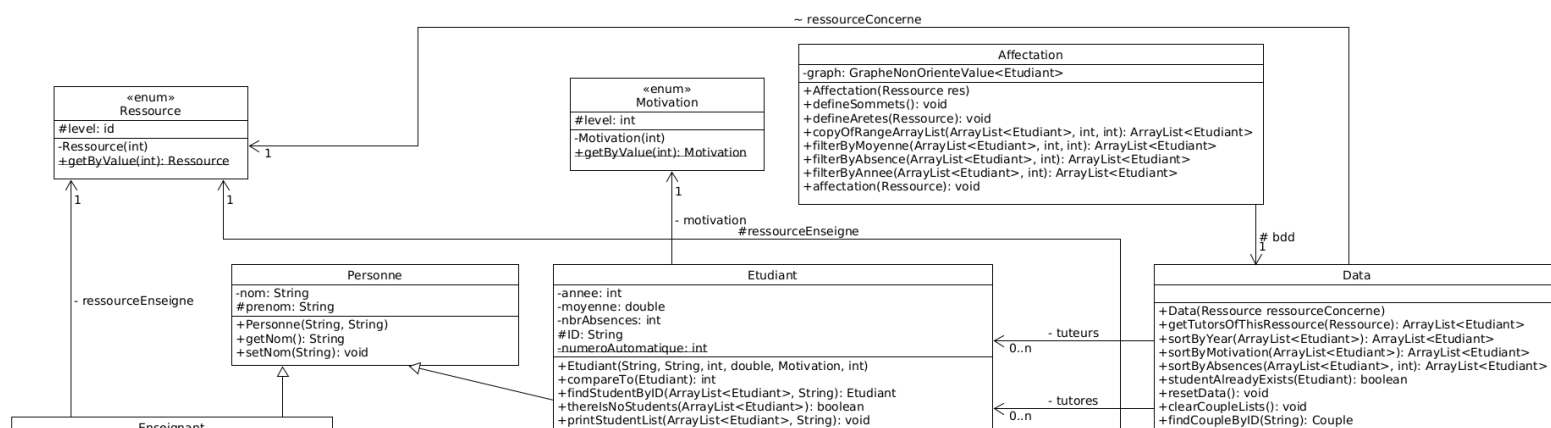 ~ ressourceConcerne
Affectation
-graph: GrapheNonOrienteValue<Etudiant>
+Affectation(Ressource res)
+defineSommets(): void
+defineAretes(Ressource): void
+copyOfRangeArrayList(ArrayList<Etudiant>, int, int): ArrayList<Etudiant>
+filterByMoyenne(ArrayList<Etudiant>, int, int): ArrayList<Etudiant>
+filterByAbsence(ArrayList<Etudiant>, int): ArrayList<Etudiant>
+filterByAnnee(ArrayList<Etudiant>, int): ArrayList<Etudiant>
+affectation(Ressource): void
«enum»
Ressource
#level: id
-Ressource(int)
+getByValue(int): Ressource
1
1
1
«enum»
Motivation
#level: int
-Motivation(int)
+getByValue(int): Motivation
1
- motivation
#ressourceEnseigne
# bdd
1
- ressourceEnseigne
Personne
-nom: String
#prenom: String
+Personne(String, String)
+getNom(): String
+setNom(String): void
Etudiant
-annee: int
-moyenne: double
-nbrAbsences: int
#ID: String
-numeroAutomatique: int
+Etudiant(String, String, int, double, Motivation, int)
+compareTo(Etudiant): int
+findStudentByID(ArrayList<Etudiant>, String): Etudiant
+thereIsNoStudents(ArrayList<Etudiant>): boolean
+printStudentList(ArrayList<Etudiant>, String): void
- tuteurs
0..n
- tutores
0..n
Data
+Data(Ressource ressourceConcerne)
+getTutorsOfThisRessource(Ressource): ArrayList<Etudiant>
+sortByYear(ArrayList<Etudiant>): ArrayList<Etudiant>
+sortByMotivation(ArrayList<Etudiant>): ArrayList<Etudiant>
+sortByAbsences(ArrayList<Etudiant>, int): ArrayList<Etudiant>
+studentAlreadyExists(Etudiant): boolean
+resetData(): void
+clearCoupleLists(): void
+findCoupleByID(String): Couple
Enseignant